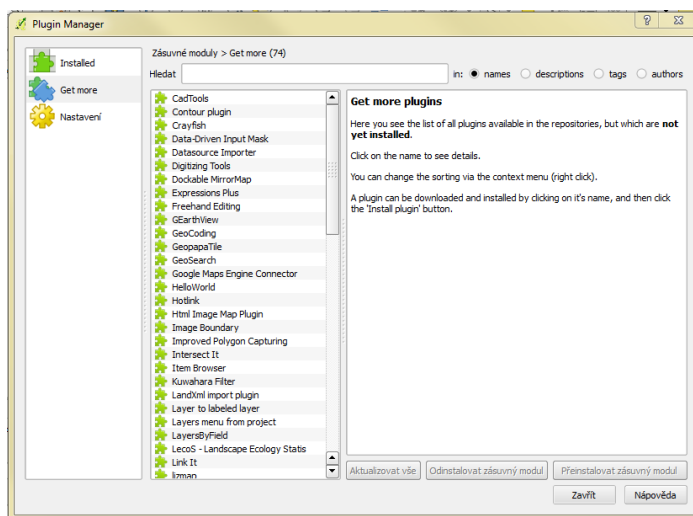 Plugin Manager
Installed
Get more
Nastavení
Zásuvné moduly > Get more (74)
Hledat
in: names descriptions tags authors
CadTools
Contour plugin
Crayfish
Data-Driven Input Mask
Datasource Importer
Digitizing Tools
Dockable MirrorMap
Expressions Plus
Freehand Editing
GEarthView
GeoCoding
GeopapaTile
GeoSearch
Google Maps Engine Connector
HelloWorld
Hotlink
Html Image Map Plugin
Image Boundary
Improved Polygon Capturing
Intersect It
Item Browser
Kuwahara Filter
LandXml import plugin
Layer to labeled layer
Layers menu from project
LayersByField
LecoS - Landscape Ecology Statis
Link It
lizmap
Get more plugins
Here you see the list of all plugins available in the repositories, but which are not
yet installed.
Click on the name to see details.
You can change the sorting via the context menu (right click).
A plugin can be downloaded and installed by clicking on it's name, and then click
the 'Install plugin' button.
Aktualizovat vše
Odinstalovat zásuvný modul
Přeinstalovat zásuvný modul
Zavřít
Nápověda